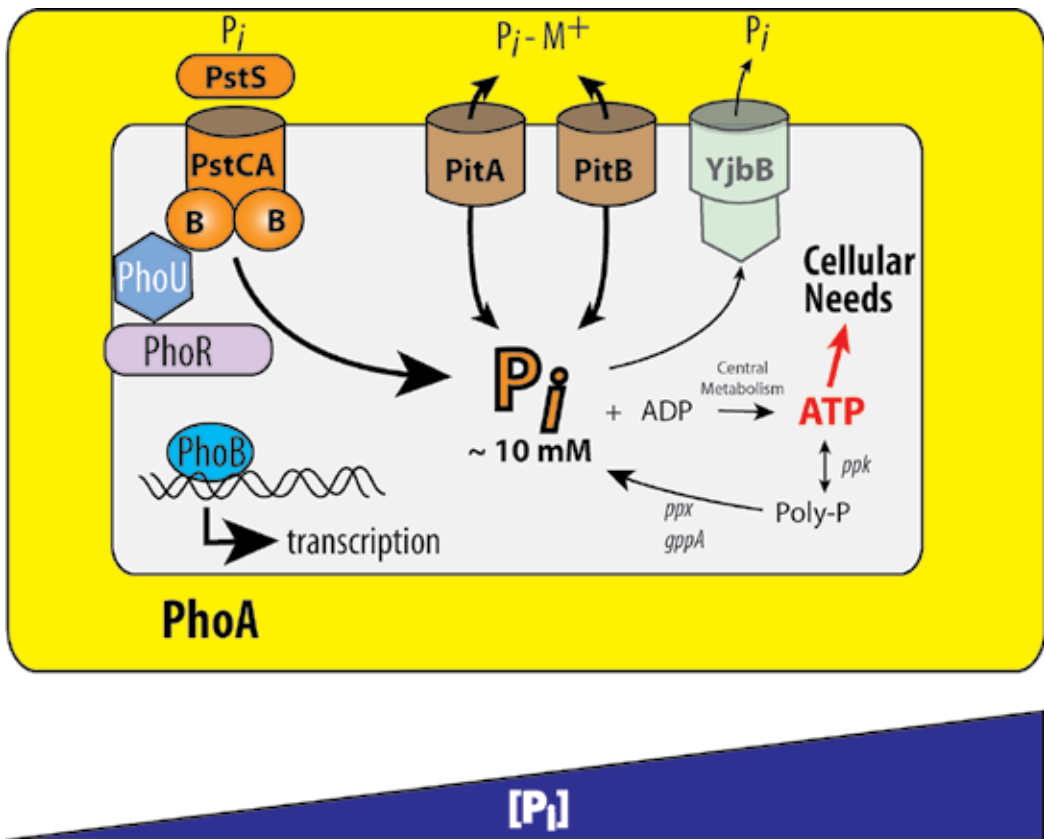 Pi
Pi - M+
Pi
PstS
PstCA
PitA
PitB
YjbB
B
B
PhoU
PhoR
Cellular
Needs
Pi
~ 10 mM
+ ADP
Central
Metabolism
ATP
ppk
Poly-P
ppx
gppA
PhoB
transcription
PhoA
[Pi]